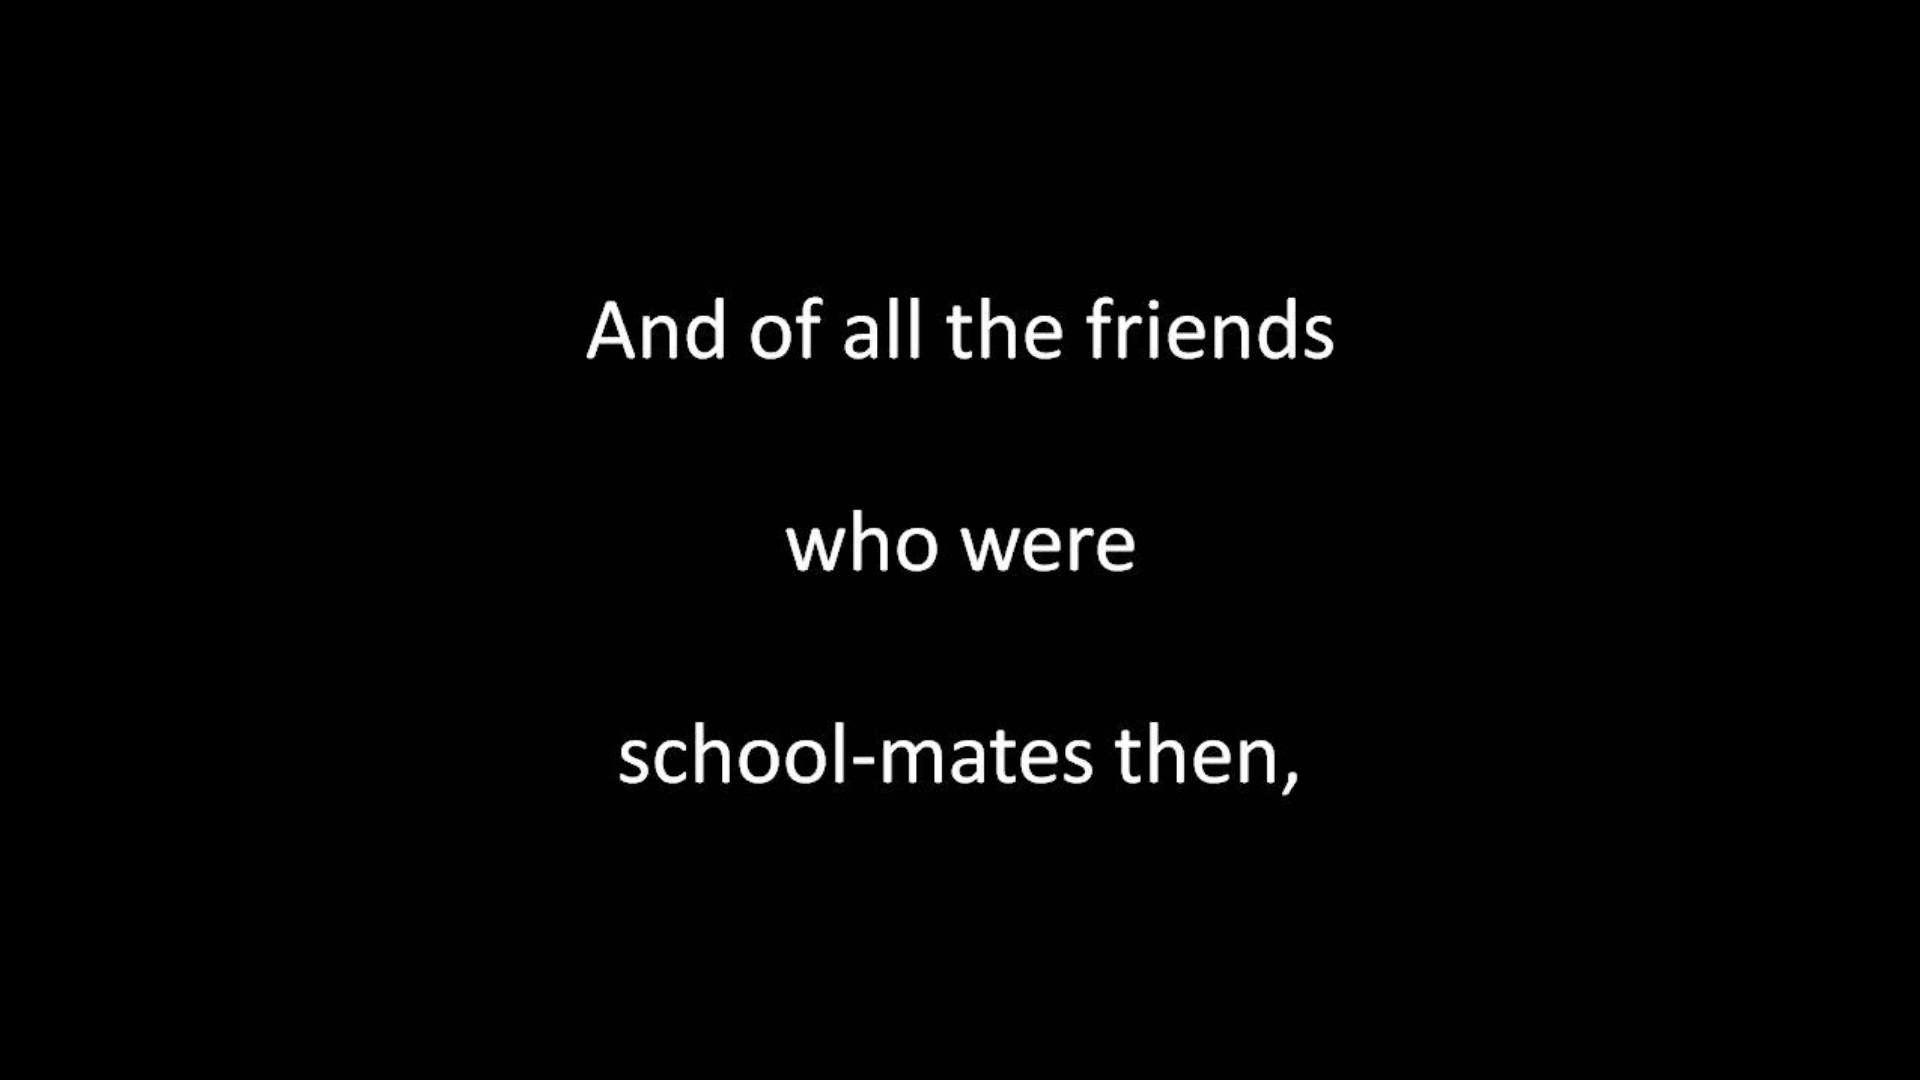 And of all the friends
who were
school-mates then,